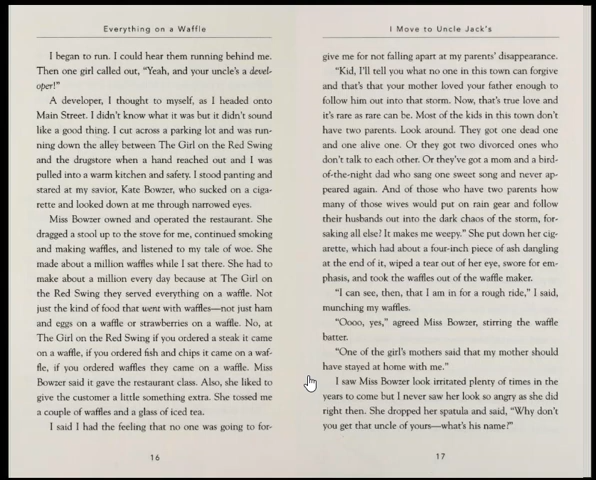 Everything on a Waffle
I began to run. I could hear them running behind me.
Then one girl called out, "Yeah, and your uncle's a devel-
oper!"
A developer, I thought to myself, as I headed onto
Main Street. I didn't know what it was but it didn't sound
like a good thing. I cut across a parking lot and was run-
ning down the alley between The Girl on the Red Swing
and the drugstore when a hand reached out and I was
pulled into a warm kitchen and safety. I stood panting and
stared at my savior, Kate Bowzer, who sucked on a ciga-
rette and looked down at me through narrowed eyes.
Miss Bowzer owned and operated the restaurant. She
dragged a stool up to the stove for me, continued smoking
and making waffles, and listened to my tale of woe. She
made about a million waffles while I sat there. She had to
make about a million every day because at The Girl on
the Red Swing they served everything on a waffle. Not
just the kind of food that went with waffles—not just ham
and eggs on a waffle or strawberries on a waffle. No, at
The Girl on the Red Swing if you ordered a steak it came
on a waffle, if you ordered fish and chips it came on a waf-
fle, if you ordered waffles they came on a waffle. Miss
Bowzer said it gave the restaurant class. Also, she liked to
give the customer a little something extra. She tossed me
a couple of waffles and a glass of iced tea.
I said I had the feeling that no one was going to for-
16
I Move to Uncle Jack's
give me for not falling apart at my parents' disappearance.
"Kid, I'll tell you what no one in this town can forgive
and that's that your mother loved your father enough to
follow him out into that storm. Now, that's true love and
it's rare as rare can be. Most of the kids in this town don't
have two parents. Look around. They got one dead one
and one alive one. Or they got two divorced ones who
don't talk to each other. Or they've got a mom and a bird-
of-the-night dad who sang one sweet song and never ap-
peared again. And of those who have two parents how
many of those wives would put on rain gear and follow
their husbands out into the dark chaos of the storm, for-
saking all else? It makes me weepy." She put down her cig-
arette, which had about a four-inch piece of ash dangling
at the end of it, wiped a tear out of her eye, swore for em-
phasis, and took the waffles out of the waffle maker.
"I can see, then, that I am in for a rough ride," I said,
munching my waffles.
"Oooo, yes," agreed Miss Bowzer, stirring the waffle
batter.
"One of the girl's mothers said that my mother should
have stayed at home with me."
I saw Miss Bowzer look irritated plenty of times in the
years to come but I never saw her look so angry as she did
right then. She dropped her spatula and said, "Why don't
you get that uncle of yours—what's his name?"
17